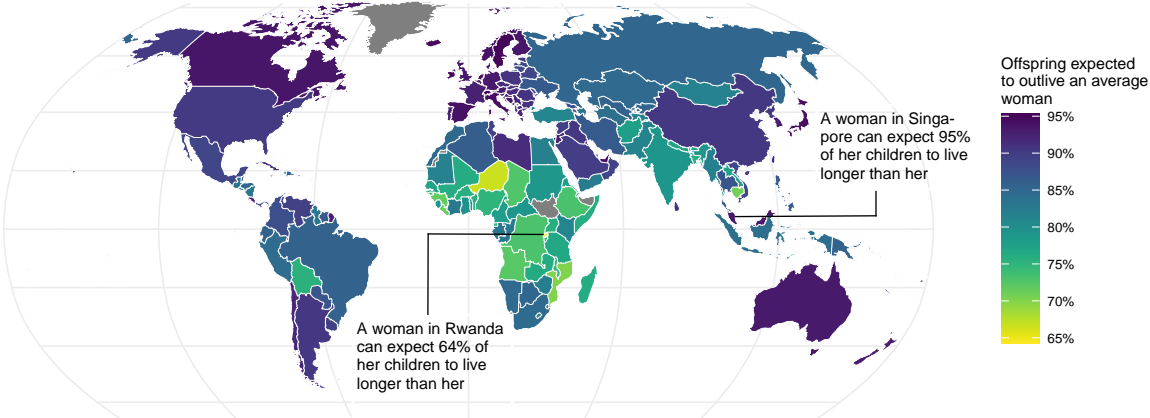 Offspring expected
to outlive an average
woman
95%
90%
85%
80%
75%
70%
65%
A woman in Singa-
pore can expect 95%
of her children to live
longer than her
A woman in Rwanda
can expect 64% of
her children to live
longer than her